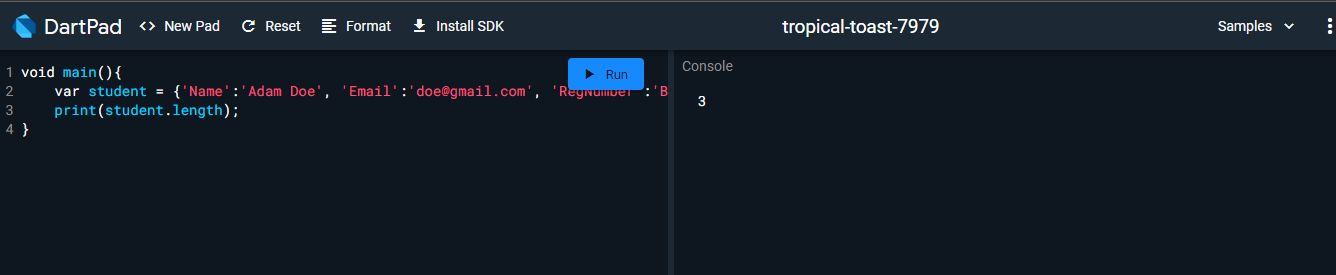 DartPad <> New Pad Reset Format Install SDK tropical-toast-7979 Samples
1 void main(){
2 var student = {'Name':'Adam Doe', 'Email':'doe@gmail.com', 'RegNumber':'B
3 print(student.length);
4 }
Run
Console
3